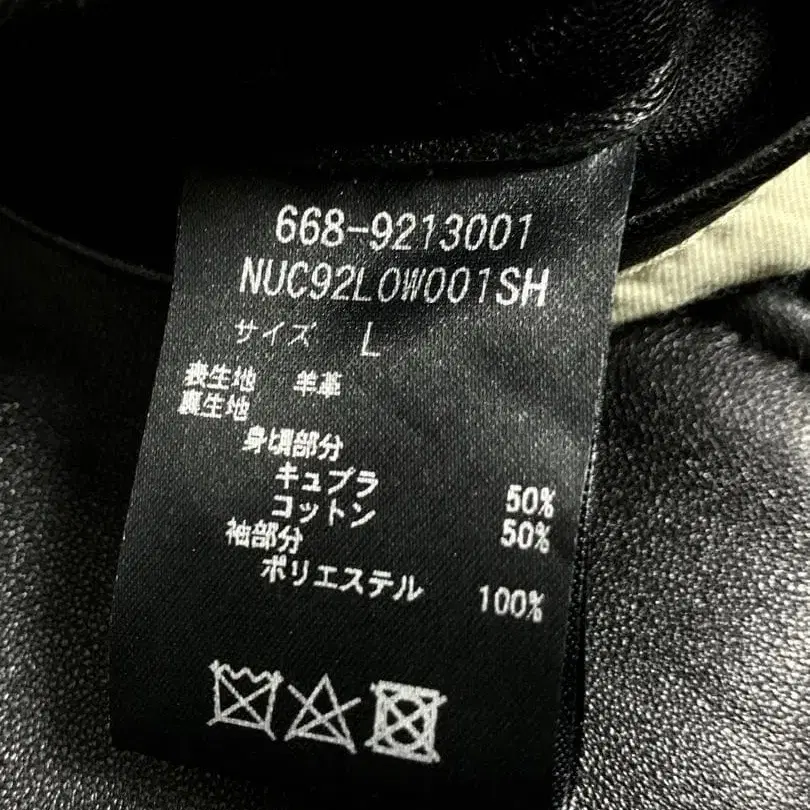 668-9213001
NUC92LOW001SH
サイズ L
表生地 羊革
裏生地
身頃部分
キュプラ 50%
コットン 50%
袖部分
ポリエステル 100%